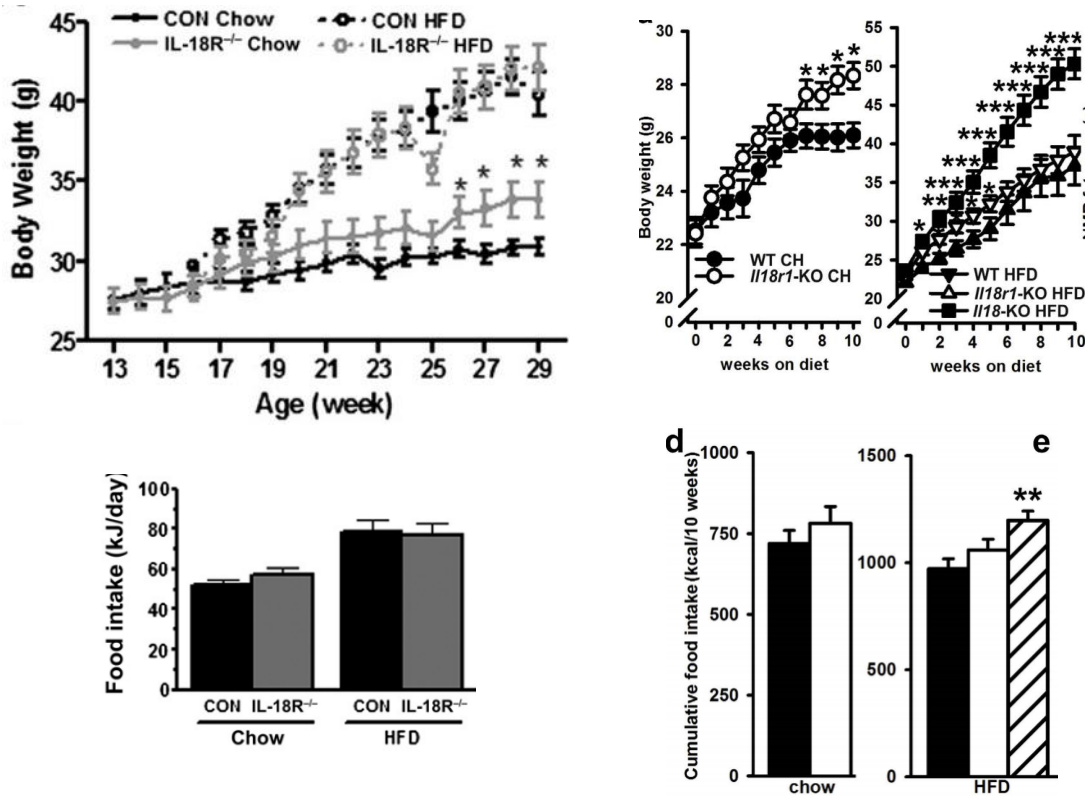 CON Chow
CON HFD
IL-18R⁻/⁻ Chow
IL-18R⁻/⁻ HFD
Body Weight (g)
45
40
35
30
25
* * * *
13 15 17 19 21 23 25 27 29
Age (week)
Body weight (g)
30
28
26
24
22
20
0
* * * *
WT CH
Il18r1-KO CH
0 2 4 6 8 10
weeks on diet
50
45
40
35
30
25
20
0
* ** *** *** *** *** *** *** *** ***
*
WT HFD
Il18r1-KO HFD
Il18-KO HFD
0 2 4 6 8 10
weeks on diet
Food intake (kJ/day)
100
80
60
40
20
0
CON IL-18R⁻/⁻ CON IL-18R⁻/⁻
Chow HFD
d
Cumulative food intake (kcal/10 weeks)
1000
750
500
250
0
chow
e
1500
1000
500
0
**
HFD